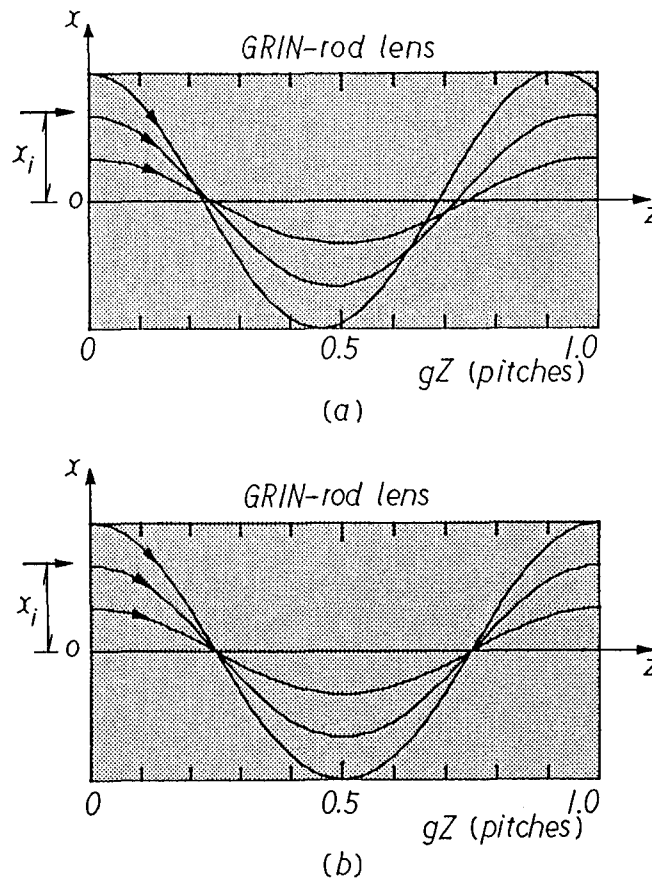 x
GRIN-rod lens
x_i
0
z
0 0.5 1.0
gZ (pitches)
(a)
x
GRIN-rod lens
x_i
0
z
0 0.5 1.0
gZ (pitches)
(b)